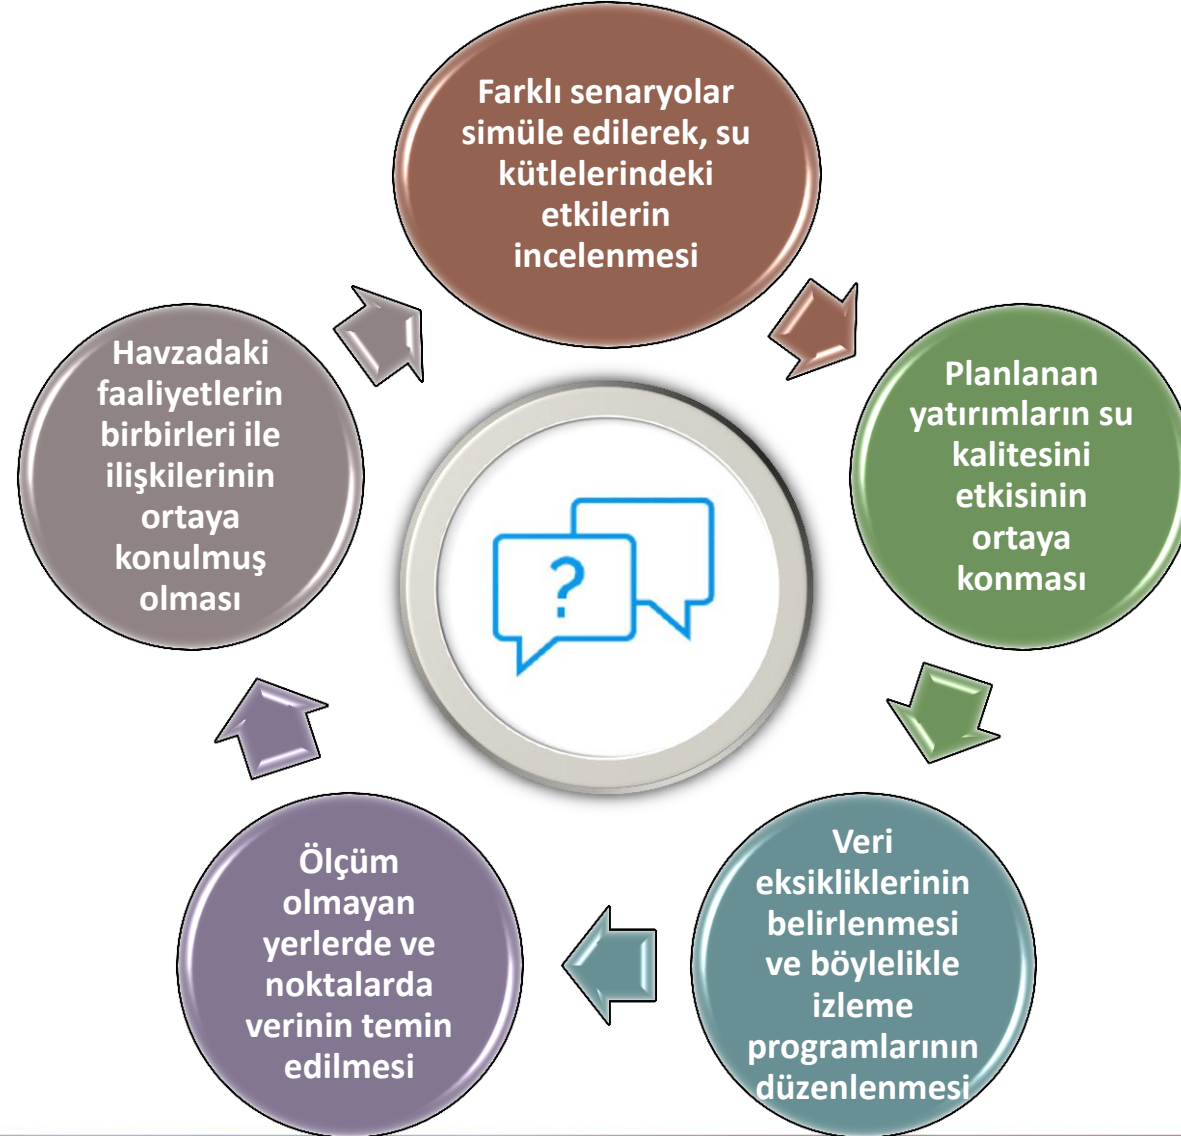 Farklı senaryolar
simüle edilerek, su
kütlelerindeki
etkilerin
incelenmesi
Planlanan
yatırımların su
kalitesini
etkisinin
ortaya
konması
Veri
eksikliklerinin
belirlenmesi
ve böylelikle
izleme
programlarının
düzenlenmesi
Ölçüm
olmayan
yerlerde ve
noktalarda
verinin temin
edilmesi
Havzadaki
faaliyetlerin
birbirleri ile
ilişkilerinin
ortaya
konulmuş
olması
?